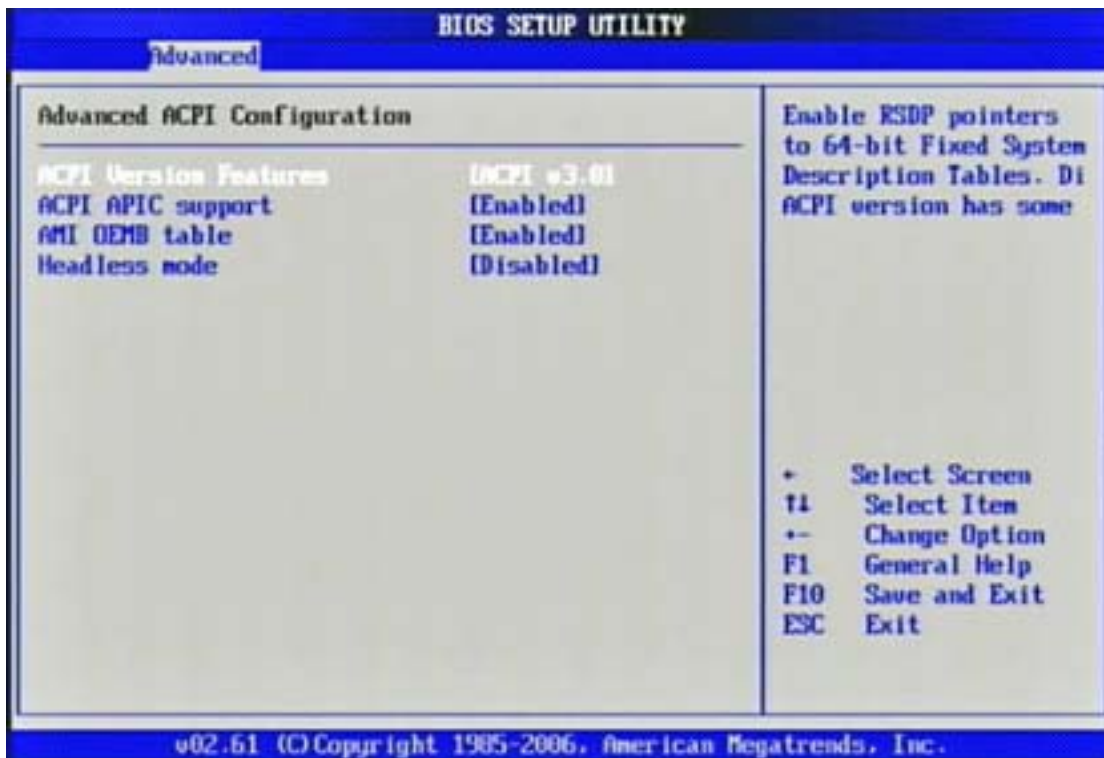 BIOS SETUP UTILITY
Advanced
Advanced ACPI Configuration
ACPI Version Features [ACPI v3.0]
ACPI APIC support [Enabled]
AMI OEMB table [Enabled]
Headless mode [Disabled]
Enable RSDP pointers
to 64-bit Fixed System
Description Tables. Di
ACPI version has some
← Select Screen
↑↓ Select Item
+- Change Option
F1 General Help
F10 Save and Exit
ESC Exit
v02.61 (C)Copyright 1985-2006, American Megatrends, Inc.